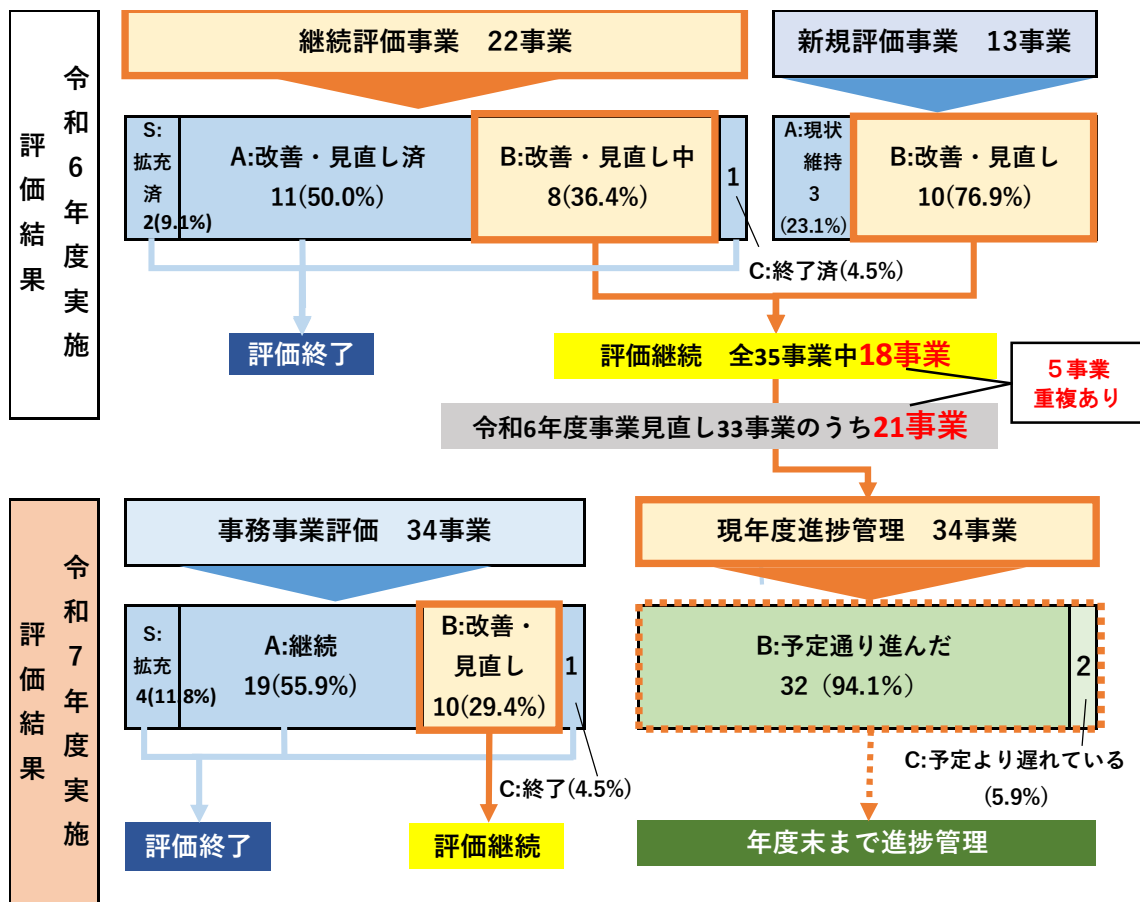 令和6年度実施
評価結果
継続評価事業　22事業
新規評価事業　13事業
S:
拡充
済
2(9.1%)
A:改善・見直し済
11(50.0%)
B:改善・見直し中
8(36.4%)
1
C:終了済(4.5%)
A:現状
維持
3
(23.1%)
B:改善・見直し
10(76.9%)
評価終了
評価継続　全35事業中18事業
５事業
重複あり
令和6年度事業見直し33事業のうち21事業
令和7年度実施
評価結果
事務事業評価　34事業
現年度進捗管理　34事業
S:
拡充
4(11.8%)
A:継続
19(55.9%)
B:改善・
見直し
10(29.4%)
1
C:終了(4.5%)
B:予定通り進んだ
32（94.1%）
2
C:予定より遅れている
(5.9%)
評価終了
評価継続
年度末まで進捗管理